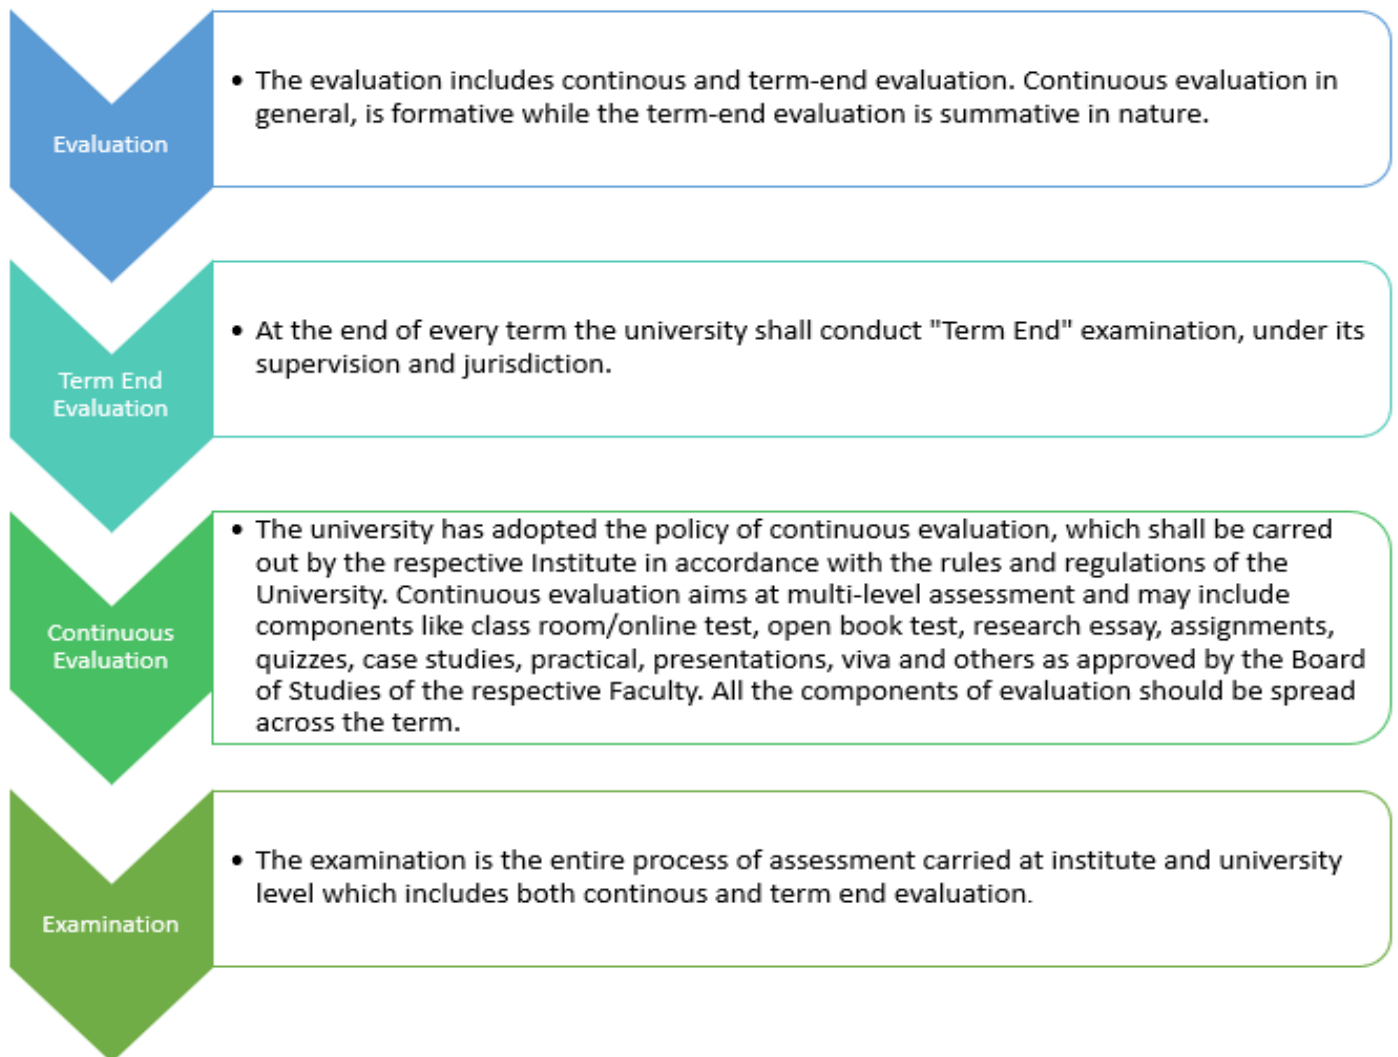 Evaluation
• The evaluation includes continous and term-end evaluation. Continuous evaluation in
general, is formative while the term-end evaluation is summative in nature.
Term End
Evaluation
• At the end of every term the university shall conduct "Term End" examination, under its
supervision and jurisdiction.
Continuous
Evaluation
• The university has adopted the policy of continuous evaluation, which shall be carred
out by the respective Institute in accordance with the rules and regulations of the
University. Continuous evaluation aims at multi-level assessment and may include
components like class room/online test, open book test, research essay, assignments,
quizzes, case studies, practical, presentations, viva and others as approved by the Board
of Studies of the respective Faculty. All the components of evaluation should be spread
across the term.
Examination
• The examination is the entire process of assessment carried at institute and university
level which includes both continous and term end evaluation.